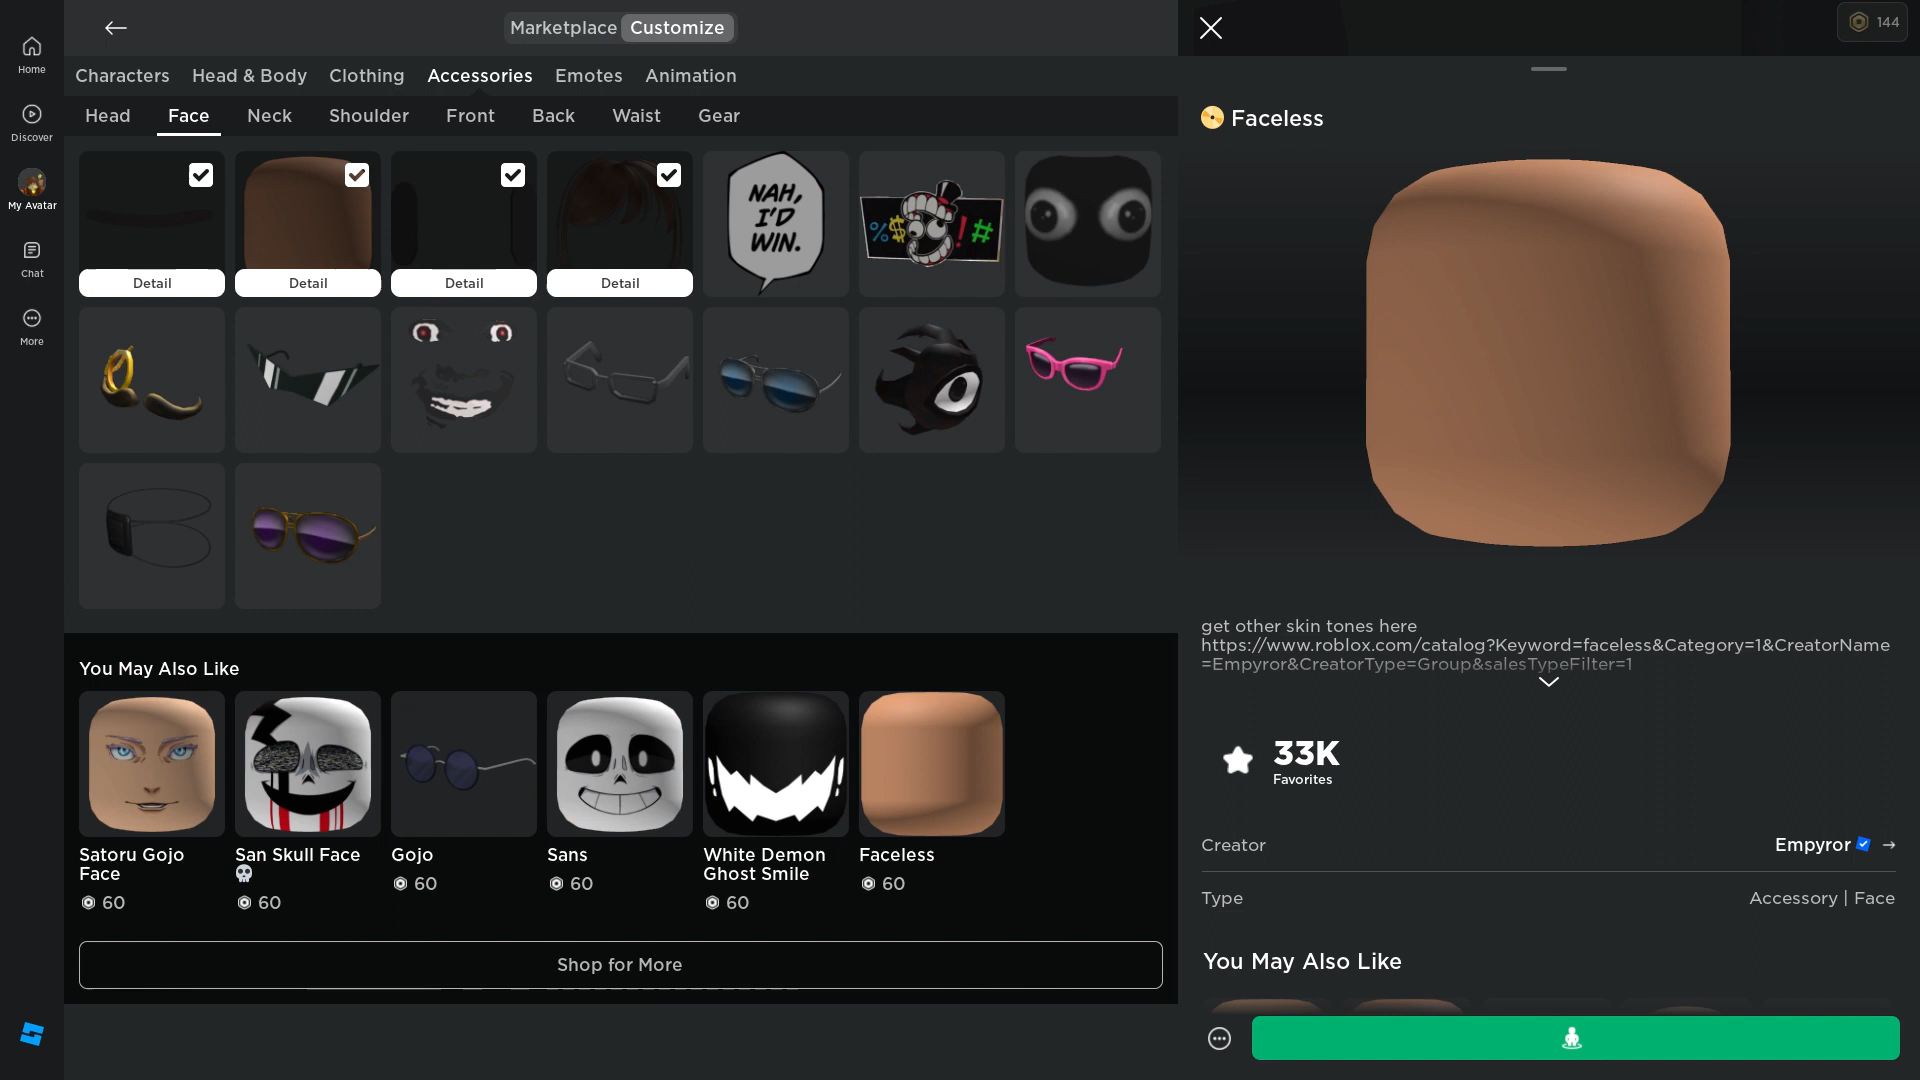 Home
Discover
My Avatar
Chat
More
Marketplace Customize
Characters Head & Body Clothing Accessories Emotes Animation
Head Face Neck Shoulder Front Back Waist Gear
Detail Detail Detail Detail
NAH,
I'D
WIN.
%$!#
You May Also Like
Satoru Gojo
Face
60
San Skull Face
💀
60
Gojo
60
Sans
60
White Demon
Ghost Smile
60
Faceless
60
Shop for More
144
📀 Faceless
get other skin tones here
https://www.roblox.com/catalog?Keyword=faceless&Category=1&CreatorName
=Empyror&CreatorType=Group&salesTypeFilter=1
33K
Favorites
Creator Empyror →
Type Accessory | Face
You May Also Like